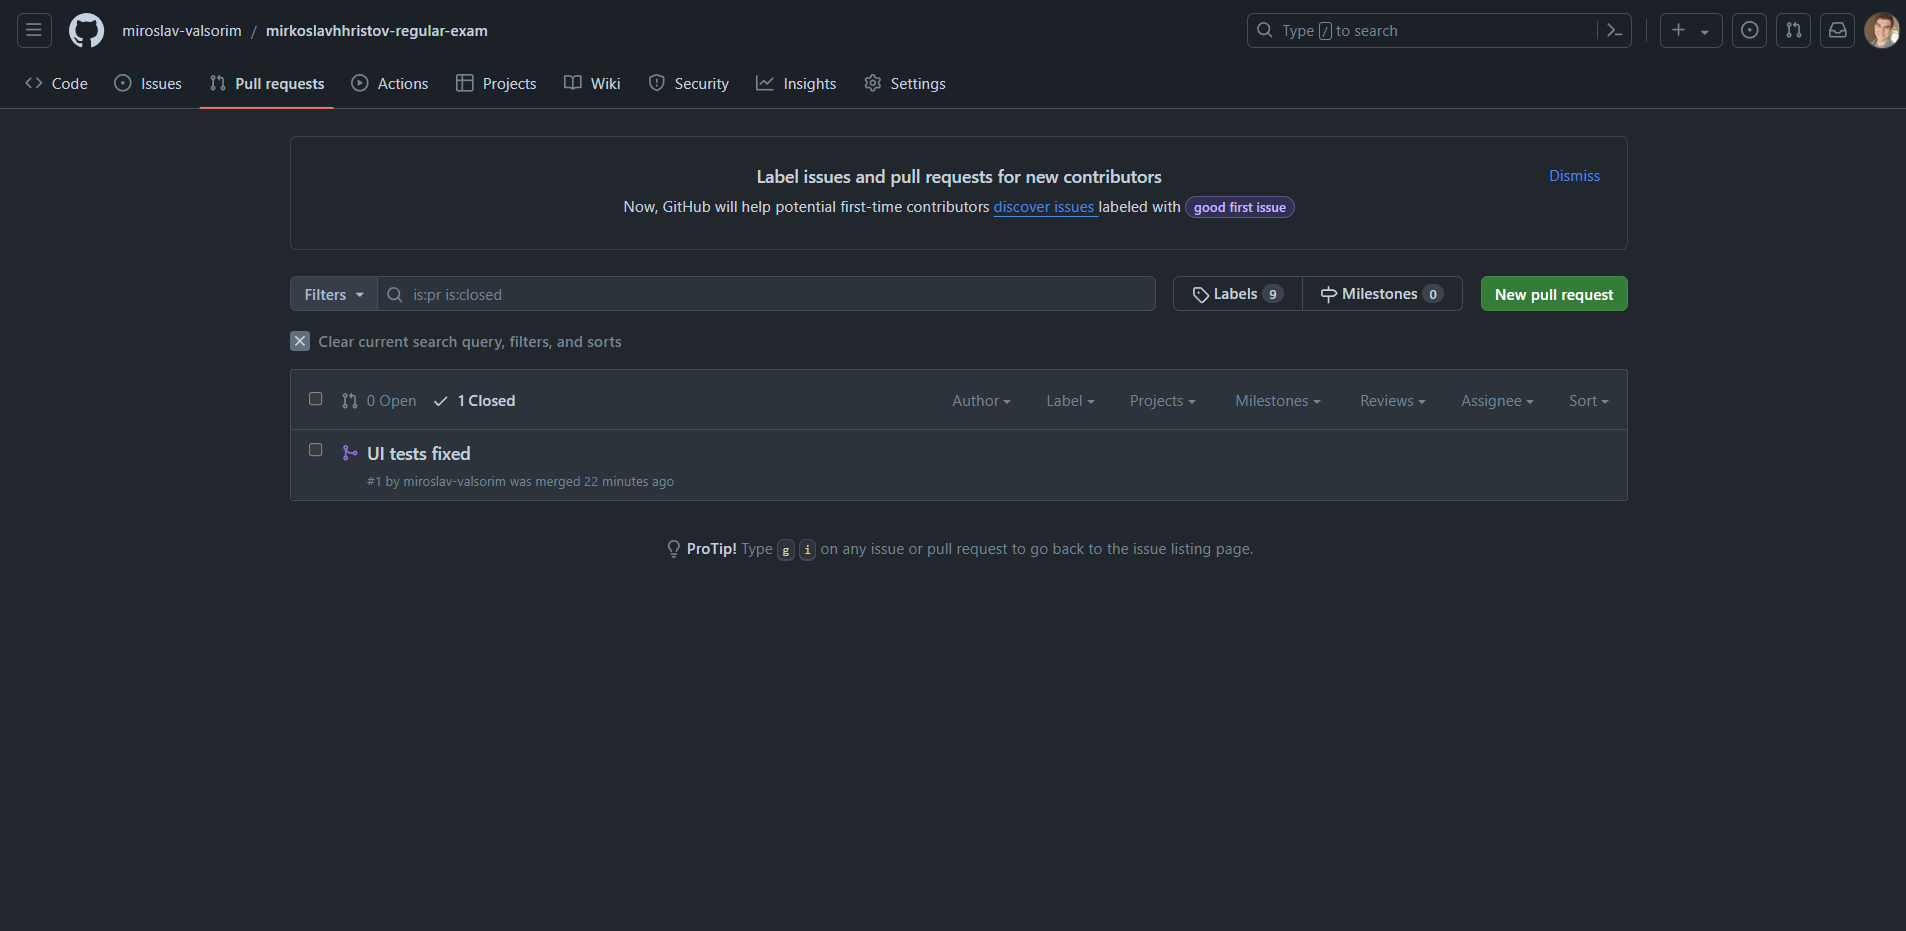 miroslav-valsorim / mirkoslavhhristov-regular-exam
Type / to search
Code Issues Pull requests Actions Projects Wiki Security Insights Settings
Label issues and pull requests for new contributors
Dismiss
Now, GitHub will help potential first-time contributors discover issues labeled with good first issue
Filters is:pr is:closed Labels 9 Milestones 0 New pull request
Clear current search query, filters, and sorts
0 Open 1 Closed Author Label Projects Milestones Reviews Assignee Sort
UI tests fixed
#1 by miroslav-valsorim was merged 22 minutes ago
ProTip! Type g i on any issue or pull request to go back to the issue listing page.